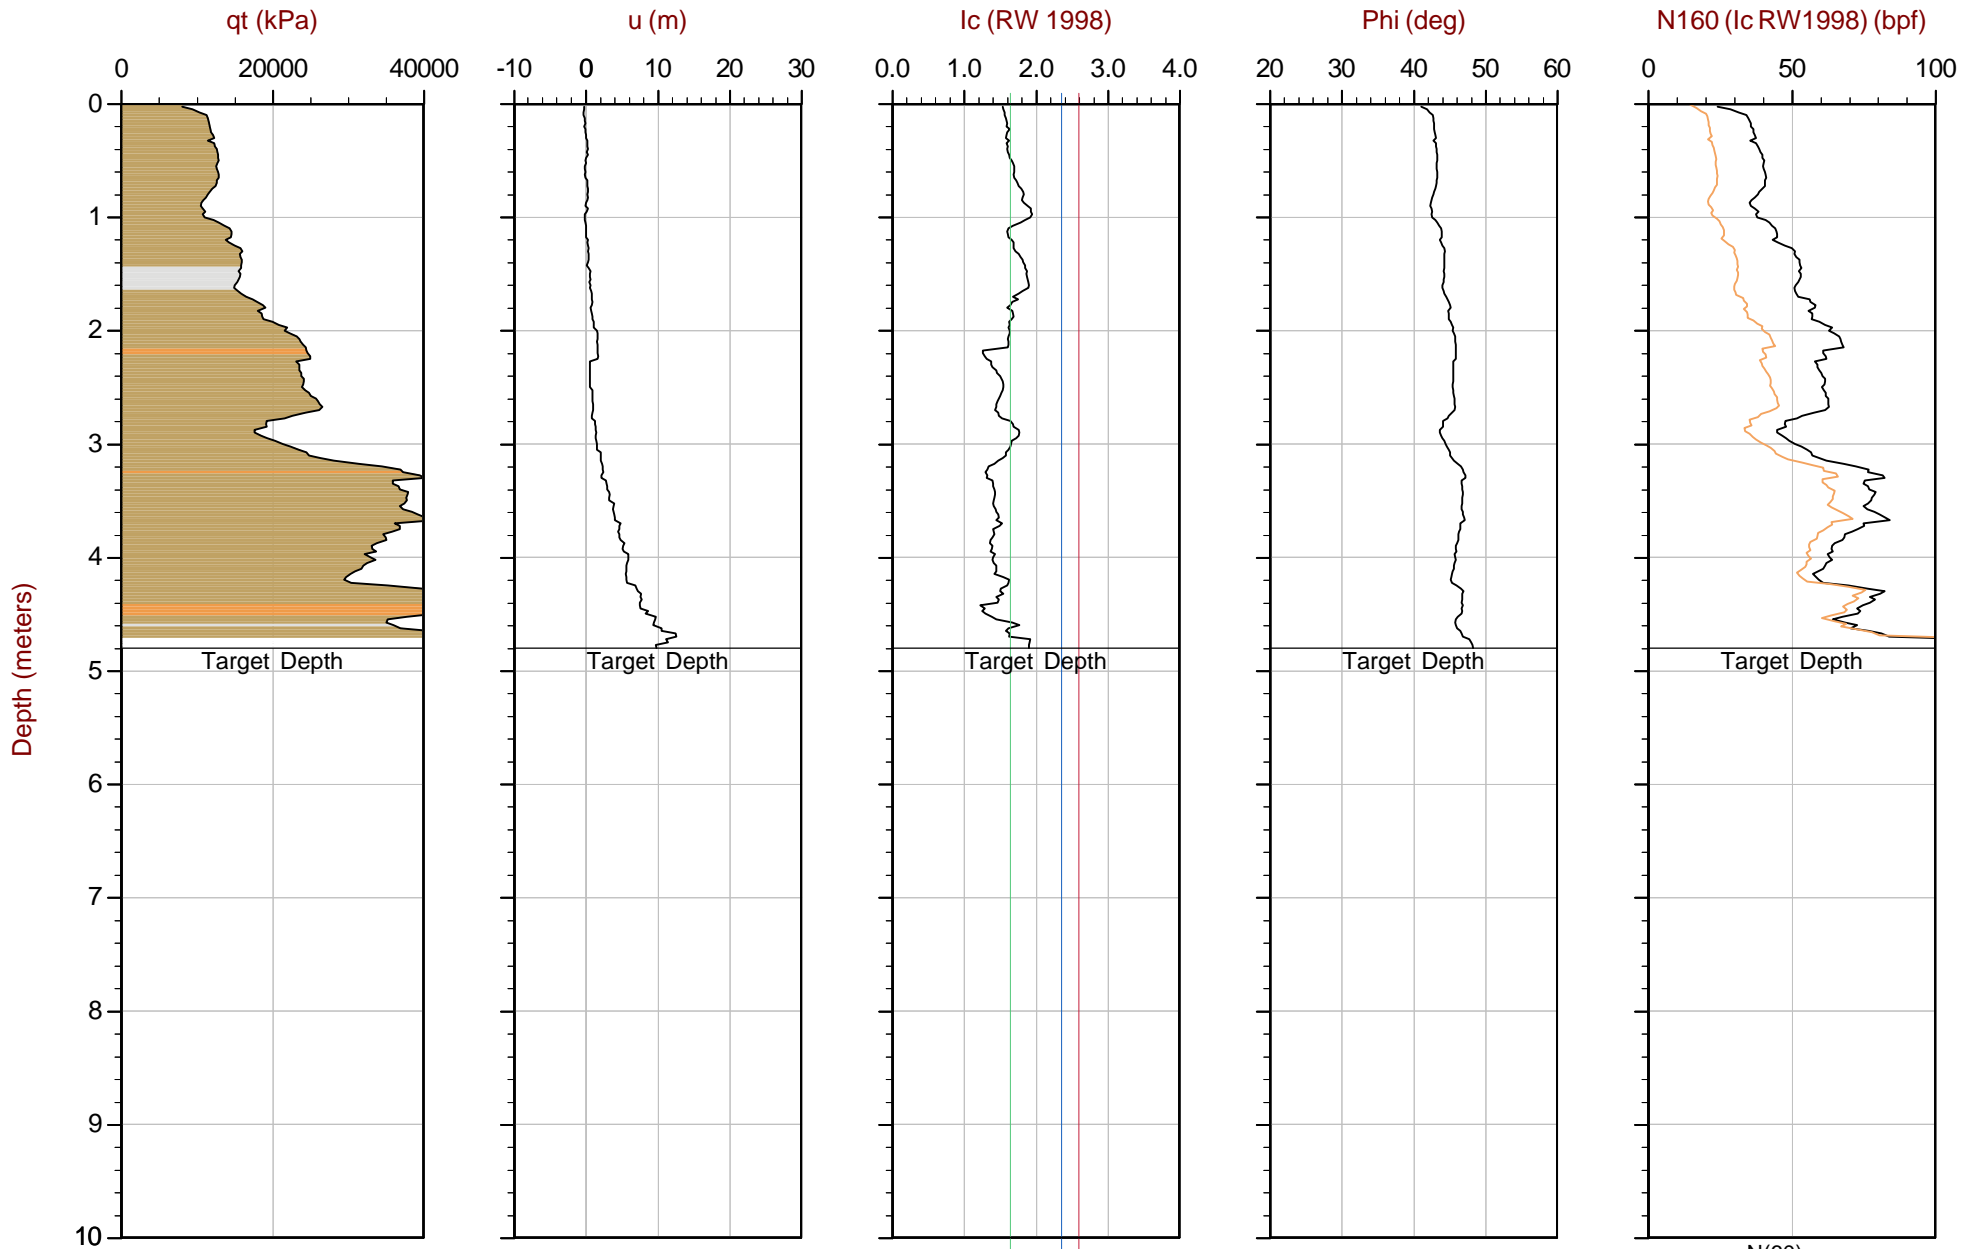 qt (kPa) u (m) Ic (RW 1998) Phi (deg) N160 (Ic RW1998) (bpf)
0 20000 40000 -10 0 10 20 30 0.0 1.0 2.0 3.0 4.0 20 30 40 50 60 0 50 100
0
1
2
3
4
Target Depth Target Depth Target Depth Target Depth Target Depth
5
6
7
8
9
10
Depth (meters)